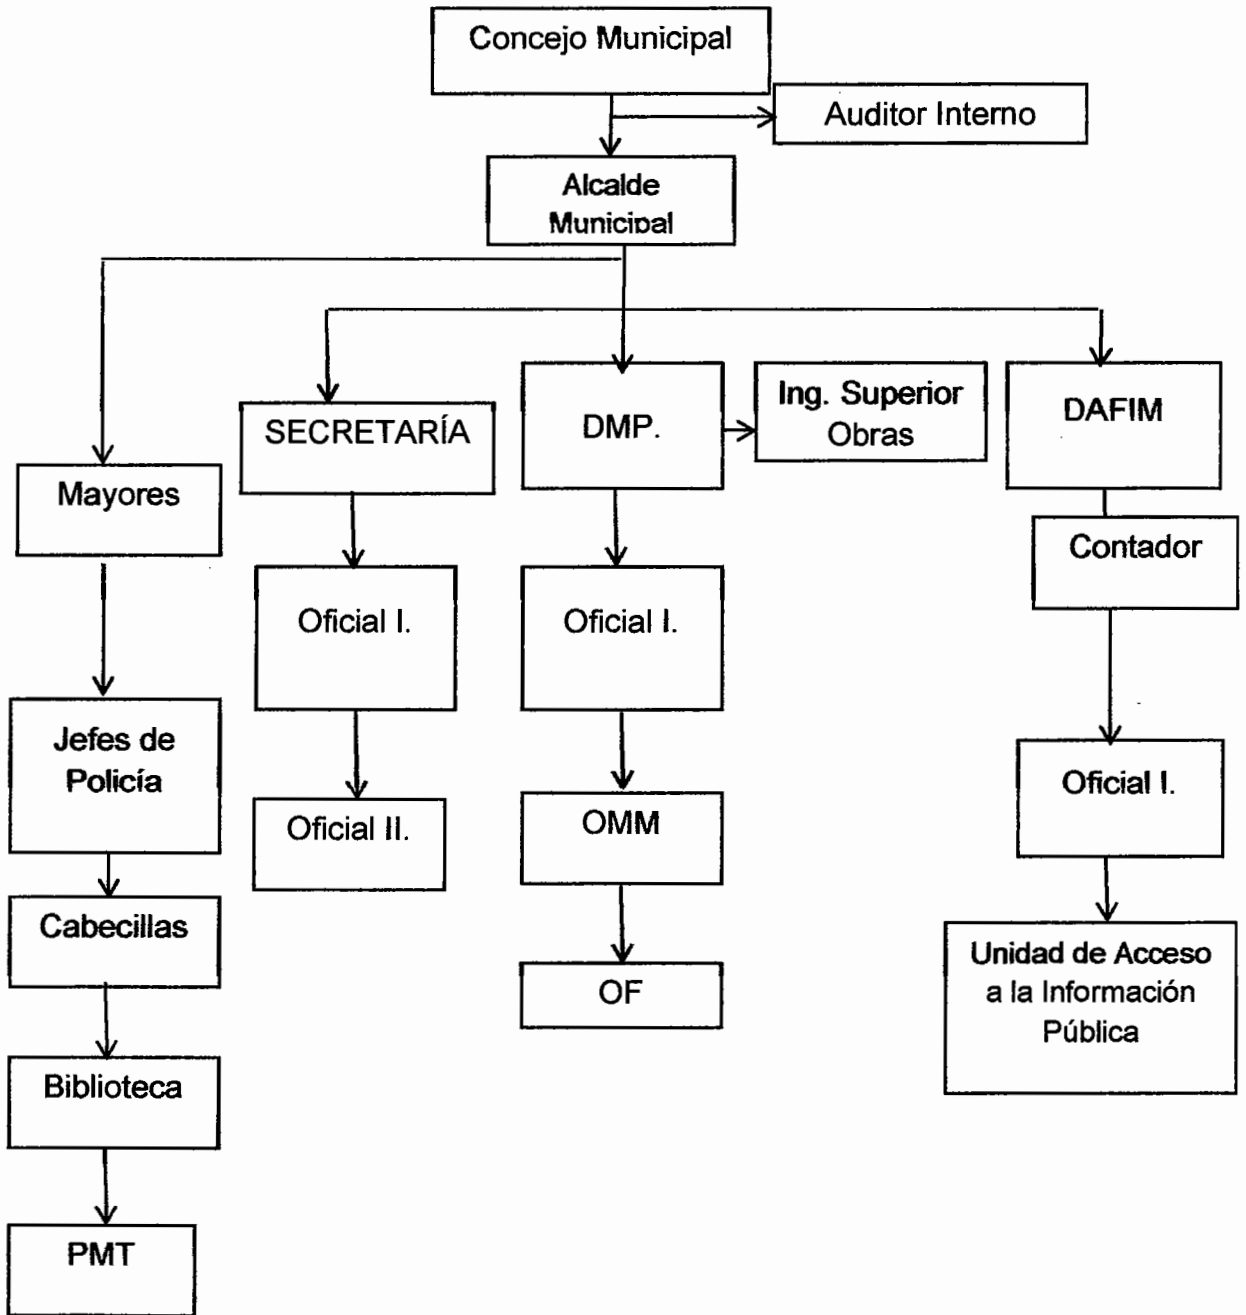 Concejo Municipal
Auditor Interno
Alcalde
Municipal
Ing. Superior
Obras
DMP.
DAFIM
SECRETARÍA
Mayores
Contador
Oficial I.
Oficial I.
Jefes de
Policía
Oficial I.
Oficial II.
OMM
Cabecillas
Unidad de Acceso
a la Información
Pública
OF
Biblioteca
PMT